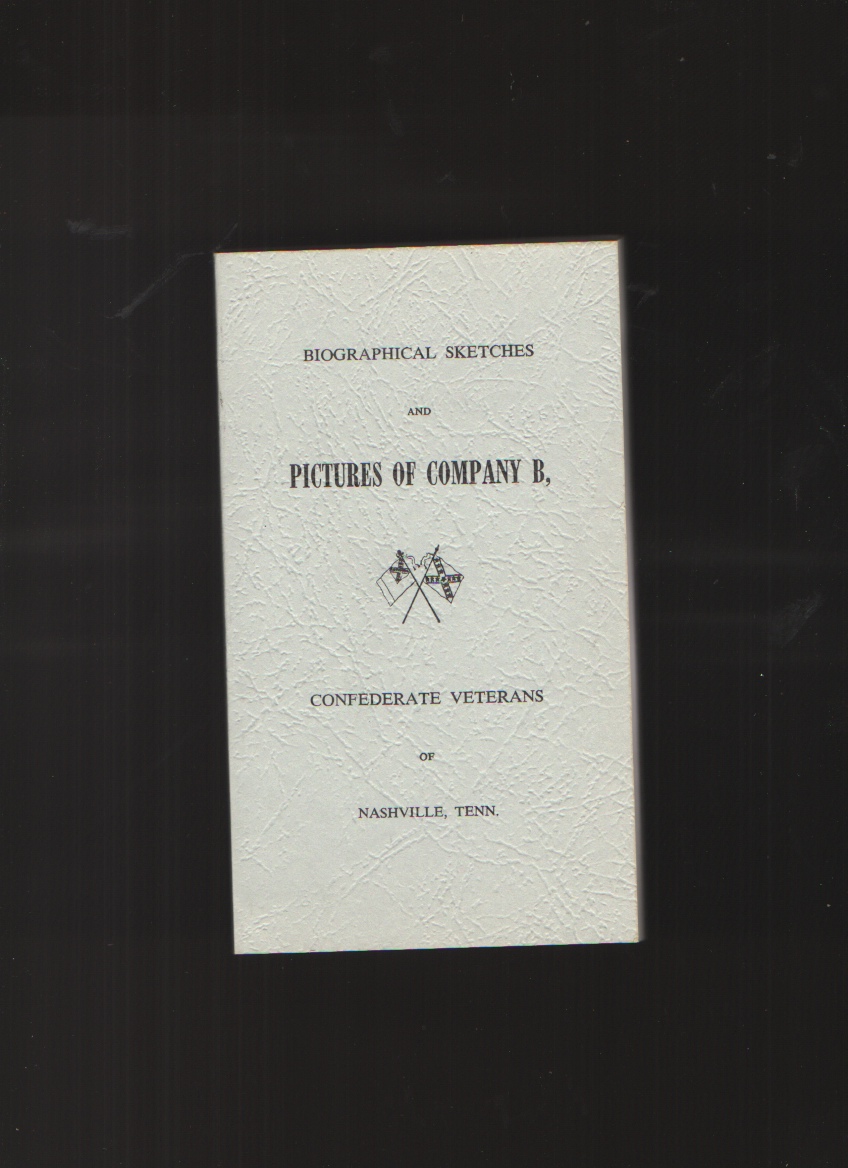 BIOGRAPHICAL SKETCHES
AND
PICTURES OF COMPANY B,
CONFEDERATE VETERANS
OF
NASHVILLE, TENN.